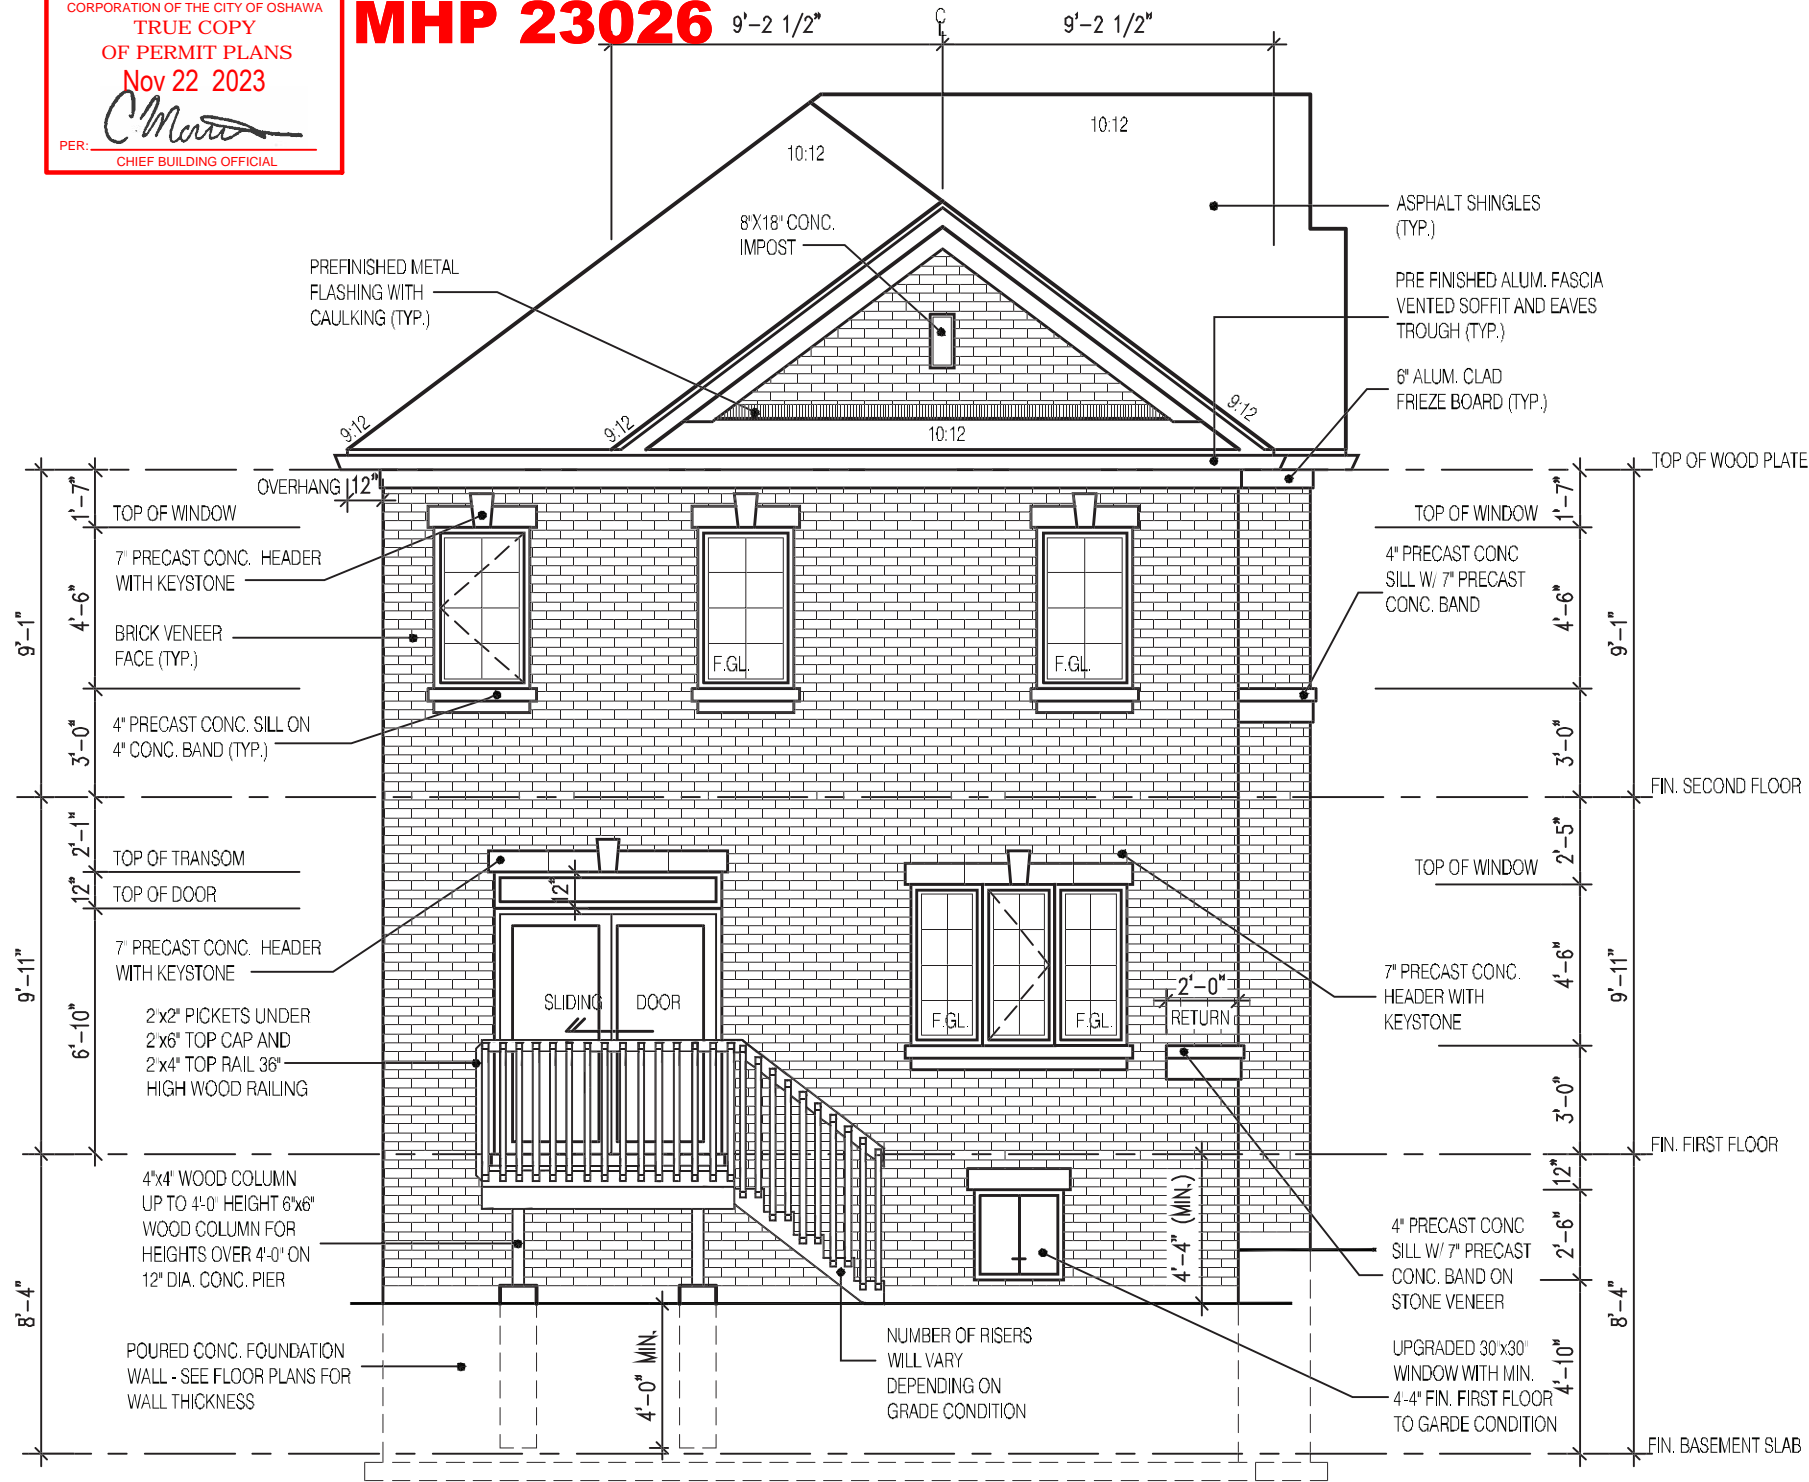 CORPORATION OF THE CITY OF OSHAWA
TRUE COPY
OF PERMIT PLANS
Nov 22 2023
PER:
CHIEF BUILDING OFFICIAL
MHP 23026
9'-2 1/2"
9'-2 1/2"
10:12
10:12
8"X18" CONC.
IMPOST
PREFINISHED METAL
FLASHING WITH
CAULKING (TYP.)
ASPHALT SHINGLES
(TYP.)
PRE FINISHED ALUM. FASCIA
VENTED SOFFIT AND EAVES
TROUGH (TYP.)
6" ALUM. CLAD
FRIEZE BOARD (TYP.)
9:12
9:12
10:12
9:12
TOP OF WOOD PLATE
OVERHANG 12"
1'-7"
TOP OF WINDOW
7" PRECAST CONC. HEADER
WITH KEYSTONE
4'-6"
9'-1"
BRICK VENEER
FACE (TYP.)
4" PRECAST CONC. SILL ON
4" CONC. BAND (TYP.)
3'-0"
F.GL.
F.GL.
TOP OF WINDOW
1'-7"
4" PRECAST CONC
SILL W/ 7" PRECAST
CONC. BAND
4'-6"
9'-1"
3'-0"
FIN. SECOND FLOOR
2'-1"
TOP OF TRANSOM
12"
TOP OF DOOR
12"
7" PRECAST CONC. HEADER
WITH KEYSTONE
9'-11"
6'-10"
2"x2" PICKETS UNDER
2"x6" TOP CAP AND
2"x4" TOP RAIL 36"
HIGH WOOD RAILING
SLIDING DOOR
F.GL.
F.GL.
2'-0"
RETURN
2'-5"
TOP OF WINDOW
4'-6"
9'-11"
7" PRECAST CONC.
HEADER WITH
KEYSTONE
3'-0"
FIN. FIRST FLOOR
4"x4" WOOD COLUMN
UP TO 4'-0" HEIGHT 6"x6"
WOOD COLUMN FOR
HEIGHTS OVER 4'-0" ON
12" DIA. CONC. PIER
8'-4"
4'-4" (MIN.)
12"
2'-6"
4" PRECAST CONC
SILL W/ 7" PRECAST
CONC. BAND ON
STONE VENEER
8'-4"
POURED CONC. FOUNDATION
WALL - SEE FLOOR PLANS FOR
WALL THICKNESS
4'-0" MIN.
NUMBER OF RISERS
WILL VARY
DEPENDING ON
GRADE CONDITION
UPGRADED 30"x30"
WINDOW WITH MIN.
4'-4" FIN. FIRST FLOOR
TO GARDE CONDITION
4'-10"
FIN. BASEMENT SLAB